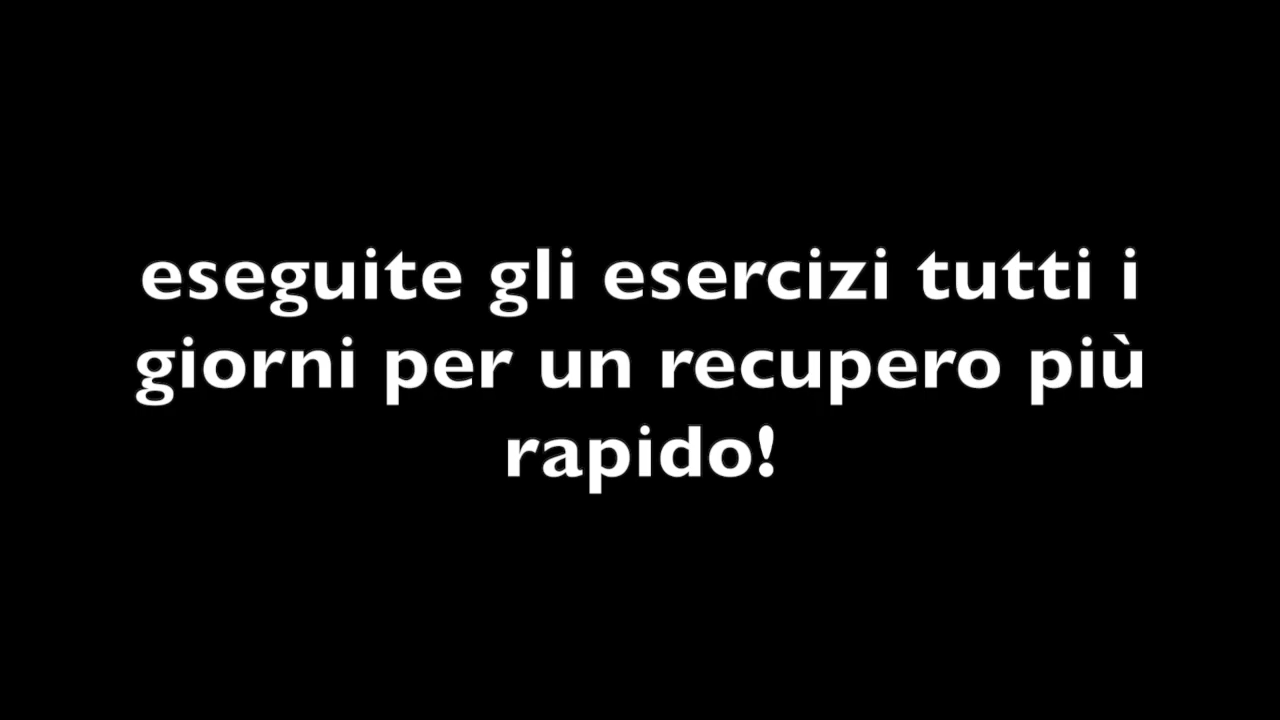 eseguite gli esercizi tutti i
giorni per un recupero più
rapido!